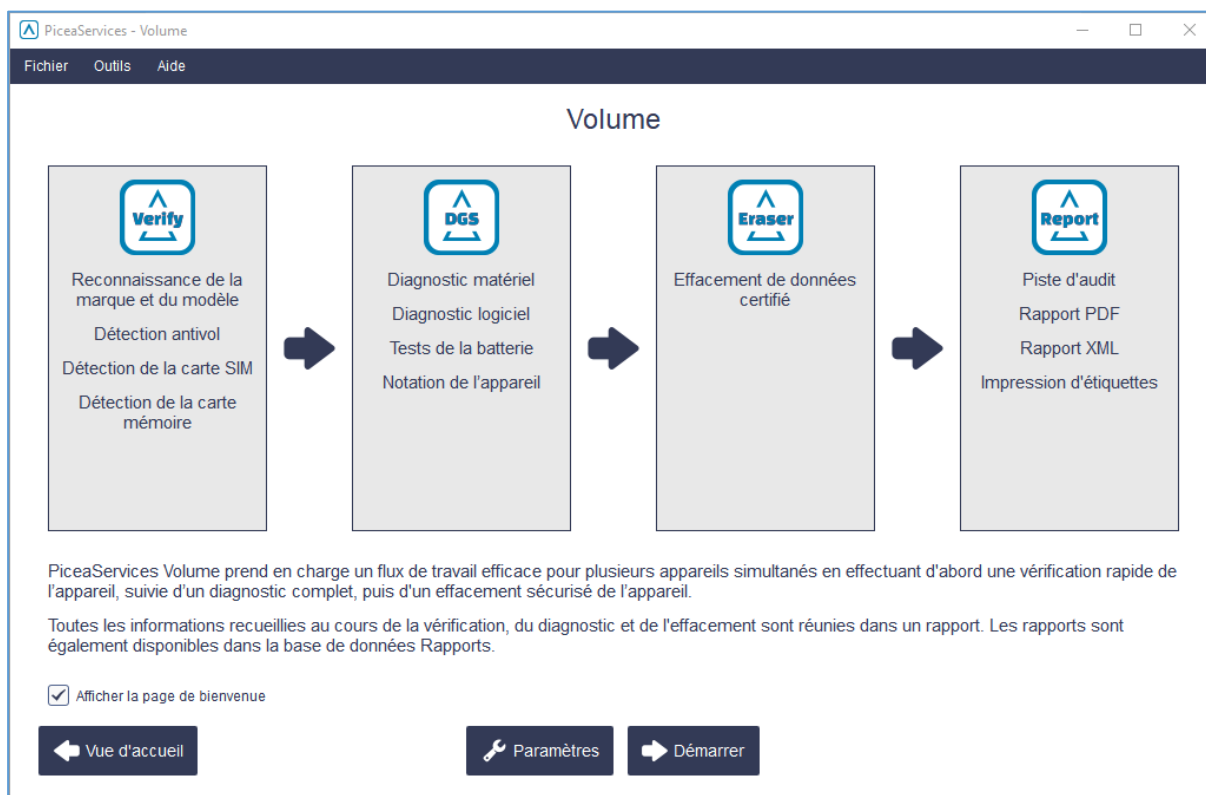 PiceaServices - Volume
Fichier Outils Aide
Volume
Verify
Reconnaissance de la
marque et du modèle
Détection antivol
Détection de la carte SIM
Détection de la carte
mémoire
DGS
Diagnostic matériel
Diagnostic logiciel
Tests de la batterie
Notation de l'appareil
Eraser
Effacement de données
certifié
Report
Piste d'audit
Rapport PDF
Rapport XML
Impression d'étiquettes
PiceaServices Volume prend en charge un flux de travail efficace pour plusieurs appareils simultanés en effectuant d'abord une vérification rapide de
l'appareil, suivie d'un diagnostic complet, puis d'un effacement sécurisé de l'appareil.
Toutes les informations recueillies au cours de la vérification, du diagnostic et de l'effacement sont réunies dans un rapport. Les rapports sont
également disponibles dans la base de données Rapports.
Afficher la page de bienvenue
Vue d'accueil
Paramètres
Démarrer